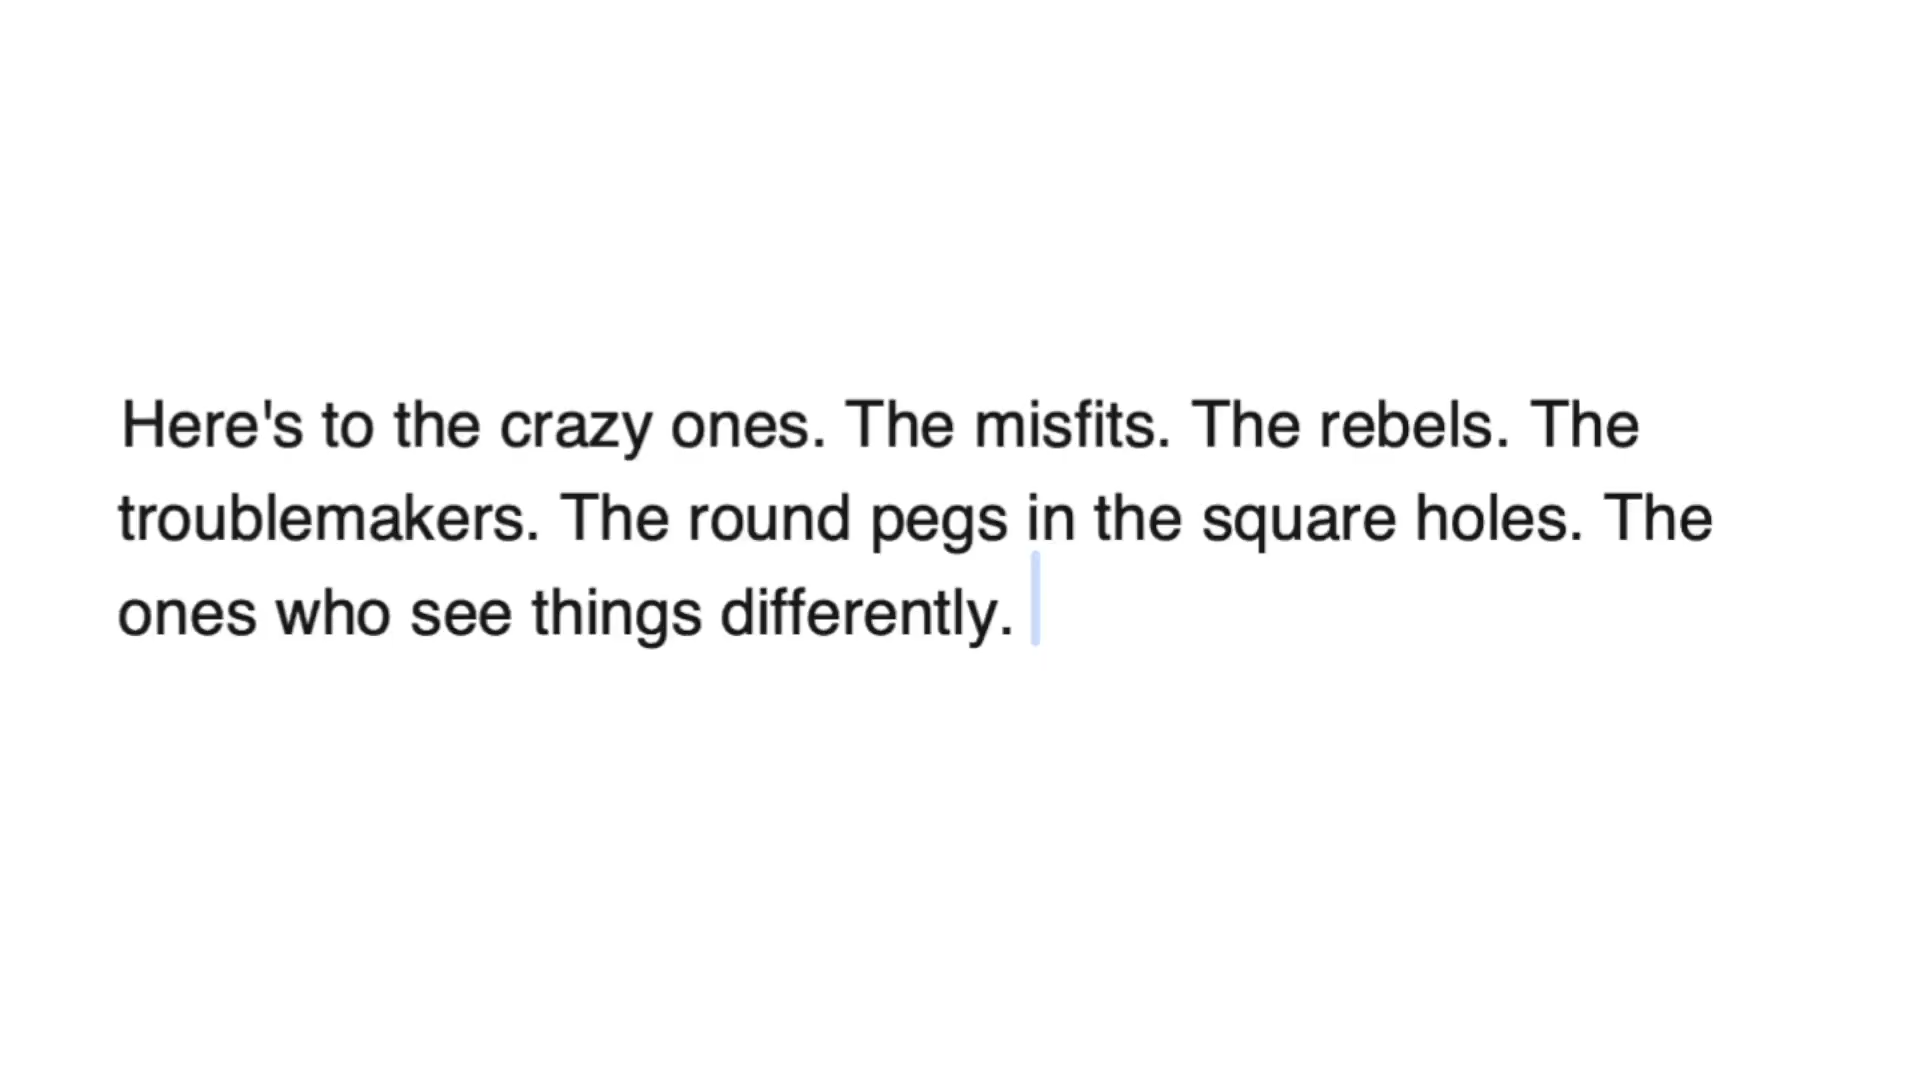 Here's to the crazy ones. The misfits. The rebels. The
troublemakers. The round pegs in the square holes. The
ones who see things differently.